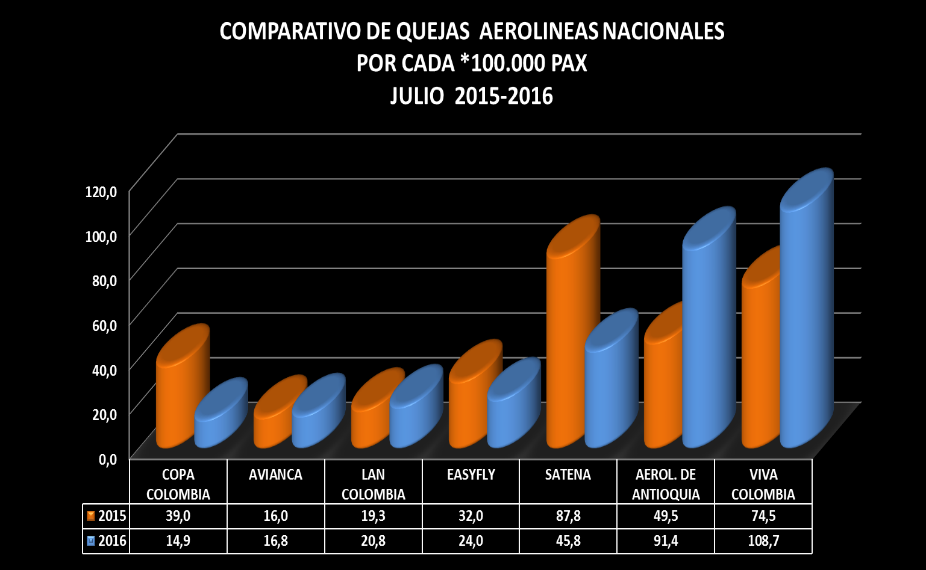 COMPARATIVO DE QUEJAS AEROLINEAS NACIONALES
POR CADA *100.000 PAX
JULIO 2015-2016
120,0
100,0
80,0
60,0
40,0
20,0
0,0
COPA COLOMBIA AVIANCA LAN COLOMBIA EASYFLY SATENA AEROL. DE ANTIOQUIA VIVA COLOMBIA
2015 39,0 16,0 19,3 32,0 87,8 49,5 74,5
2016 14,9 16,8 20,8 24,0 45,8 91,4 108,7